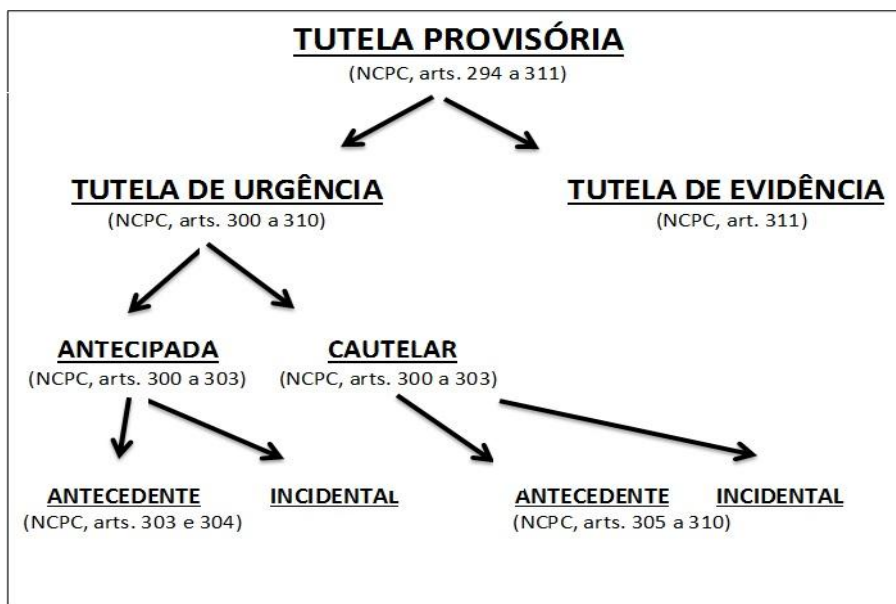 TUTELA PROVISÓRIA
(NCPC, arts. 294 a 311)
TUTELA DE URGÊNCIA
(NCPC, arts. 300 a 310)
TUTELA DE EVIDÊNCIA
(NCPC, art. 311)
ANTECIPADA
(NCPC, arts. 300 a 303)
CAUTELAR
(NCPC, arts. 300 a 303)
ANTECEDENTE
(NCPC, arts. 303 e 304)
INCIDENTAL
ANTECEDENTE
(NCPC, arts. 305 a 310)
INCIDENTAL